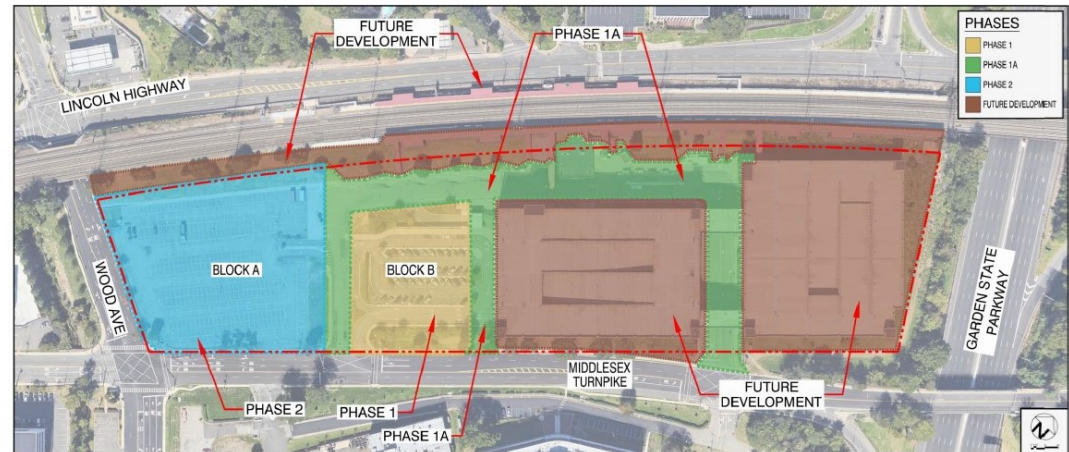 FUTURE
DEVELOPMENT
PHASE 1A
PHASES
PHASE 1
PHASE 1A
PHASE 2
FUTURE DEVELOPMENT
LINCOLN HIGHWAY
WOOD AVE
BLOCK A
BLOCK B
GARDEN STATE
PARKWAY
MIDDLESEX
TURNPIKE
PHASE 2
PHASE 1
PHASE 1A
FUTURE
DEVELOPMENT